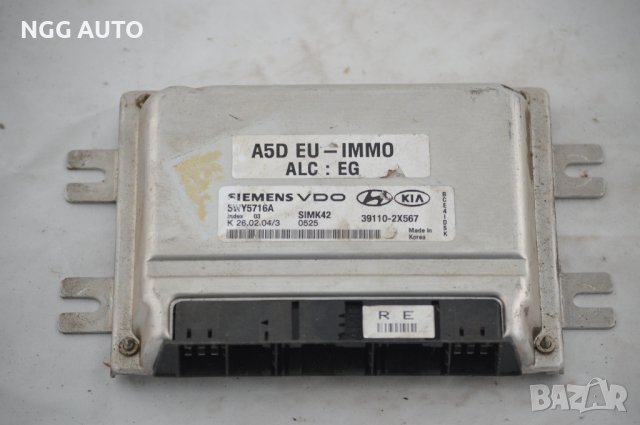 NGG AUTO
A5D EU - IMMO
ALC : EG
SIEMENS VDO HYUNDAI KIA
5WY5716A
Index 03 SIMK42 39110-2X567
K 26.02.04/3 0525 Made in Korea
R E
BAZAR